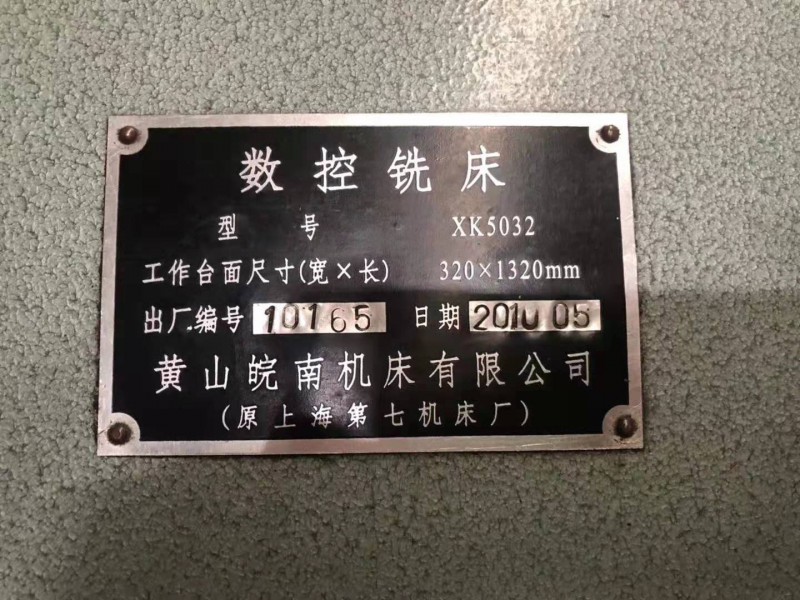 数控铣床
型号 XK5032
工作台面尺寸(宽×长) 320×1320mm
出厂编号 10165 日期 2010 05
黄山皖南机床有限公司
(原上海第七机床厂)